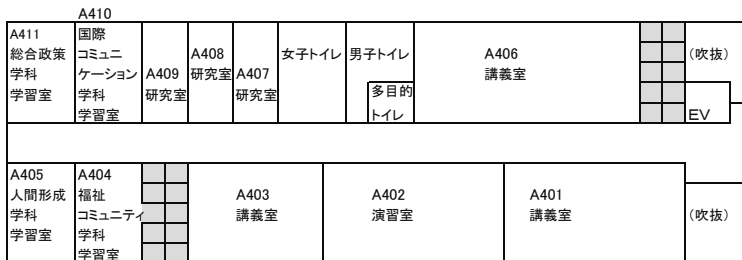 A411
総合政策
学科
学習室
A410
国際
コミュニ
ケーション
学科
学習室
A409
研究室
A408
研究室
A407
研究室
女子トイレ
男子トイレ
多目的
トイレ
A406
講義室
(吹抜)
EV
A405
人間形成
学科
学習室
A404
福祉
コミュニティ
学科
学習室
A403
講義室
A402
演習室
A401
講義室
(吹抜)